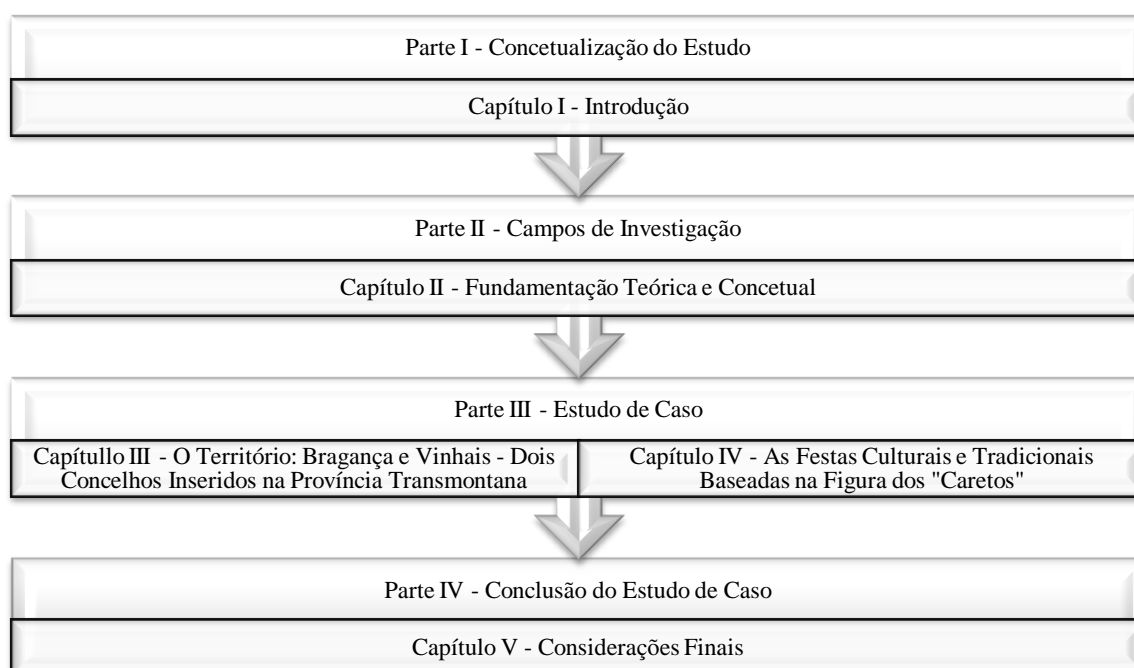 Parte I - Concetualização do Estudo
Capítulo I - Introdução
Parte II - Campos de Investigação
Capítulo II - Fundamentação Teórica e Concetual
Parte III - Estudo de Caso
Capítullo III - O Território: Bragança e Vinhais - Dois
Concelhos Inseridos na Província Transmontana
Capítulo IV - As Festas Culturais e Tradicionais
Baseadas na Figura dos "Caretos"
Parte IV - Conclusão do Estudo de Caso
Capítulo V - Considerações Finais